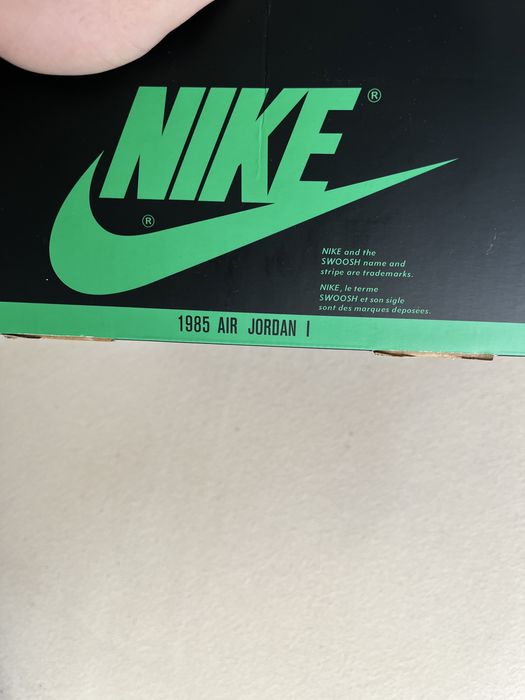 NIKE®
®
NIKE and the
SWOOSH name and
stripe are trademarks.
NIKE, le terme
SWOOSH et son sigle
sont des marques deposées.
1985 AIR JORDAN I